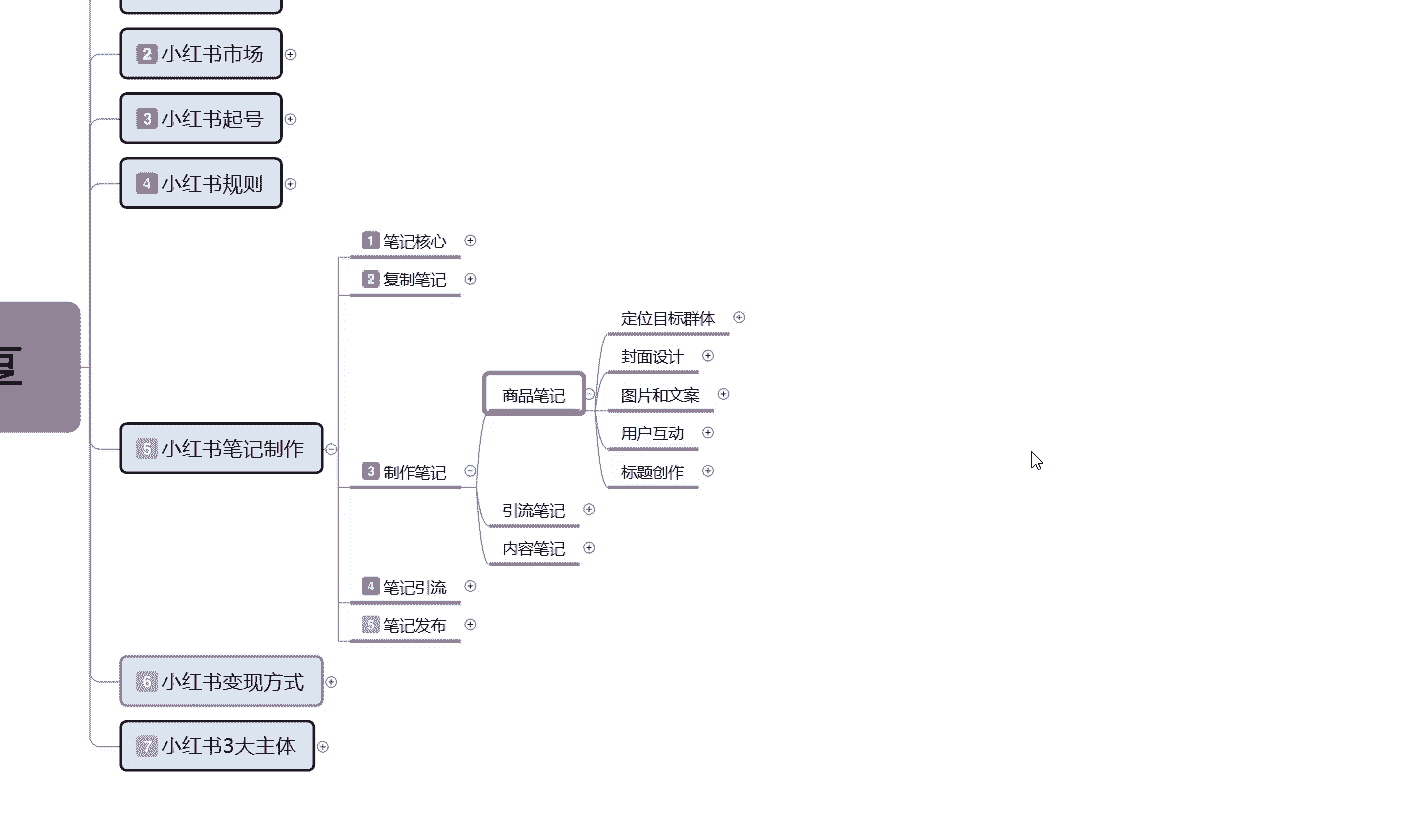 2 小红书市场
3 小红书起号
4 小红书规则
5 小红书笔记制作
1 笔记核心
2 复制笔记
3 制作笔记
商品笔记
定位目标群体
封面设计
图片和文案
用户互动
标题创作
引流笔记
内容笔记
4 笔记引流
5 笔记发布
6 小红书变现方式
7 小红书3大主体